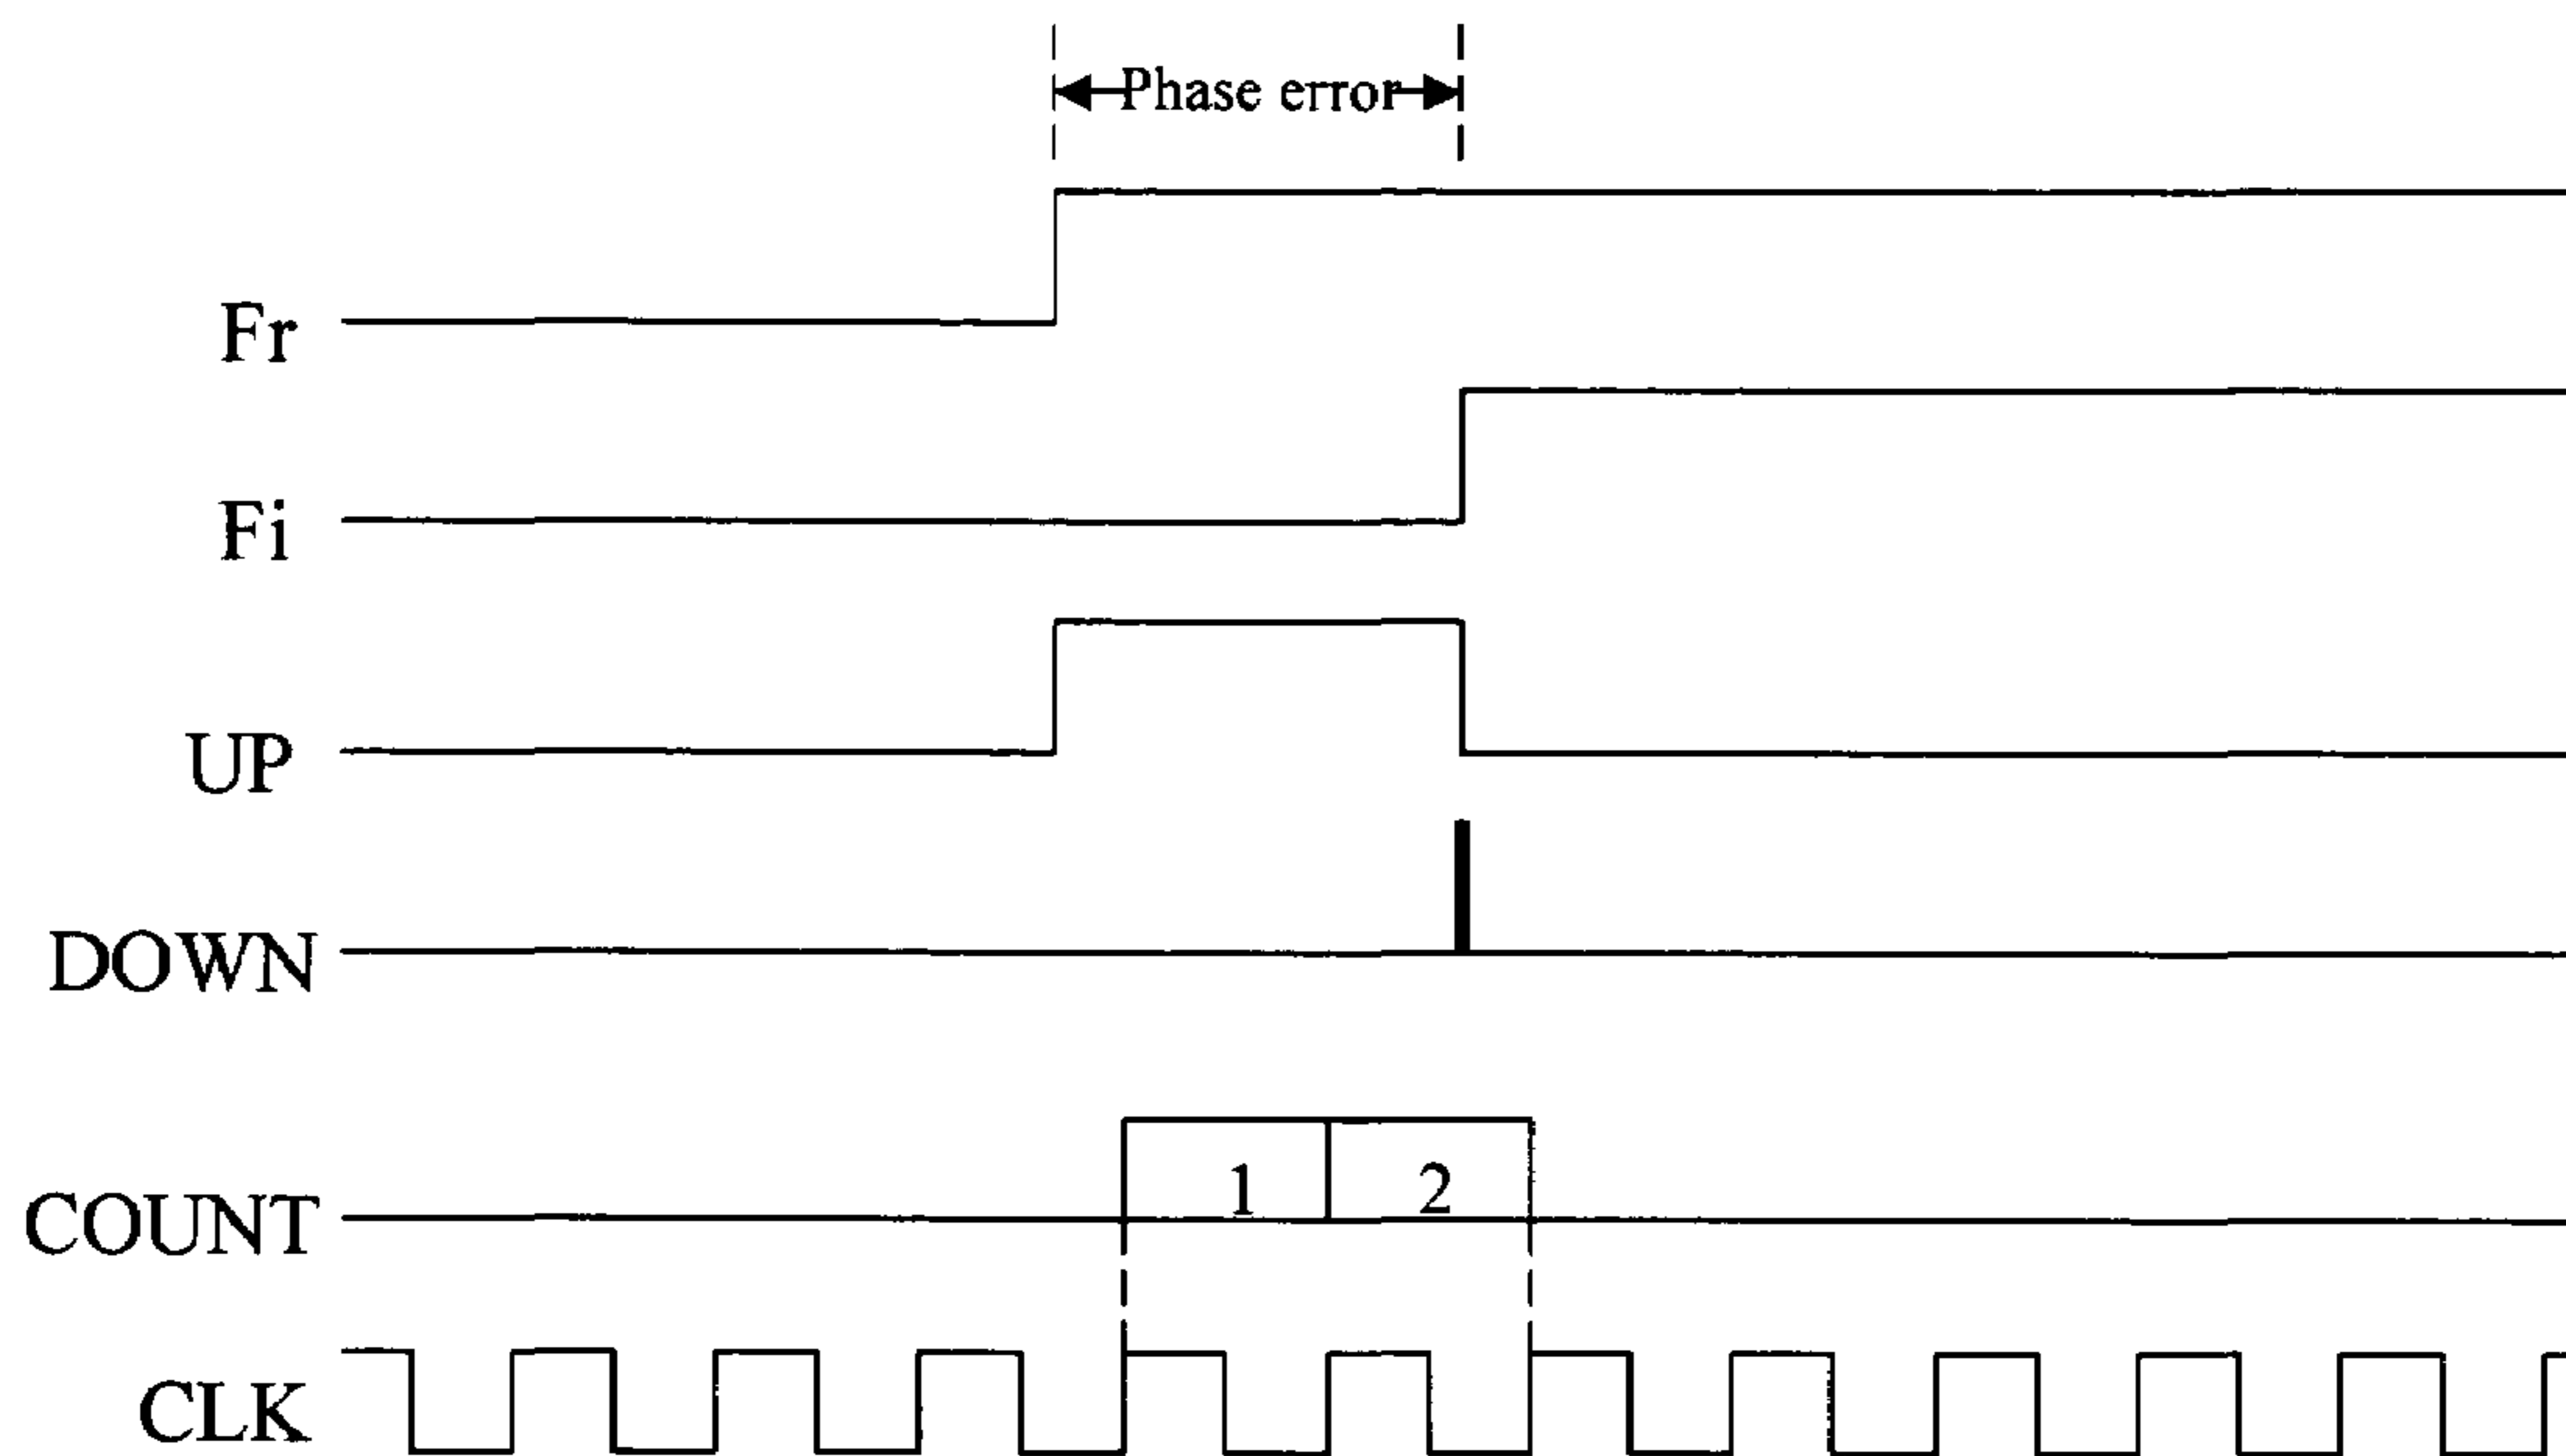 Phase error
Fr
Fi
UP
DOWN
COUNT 1 2
CLK